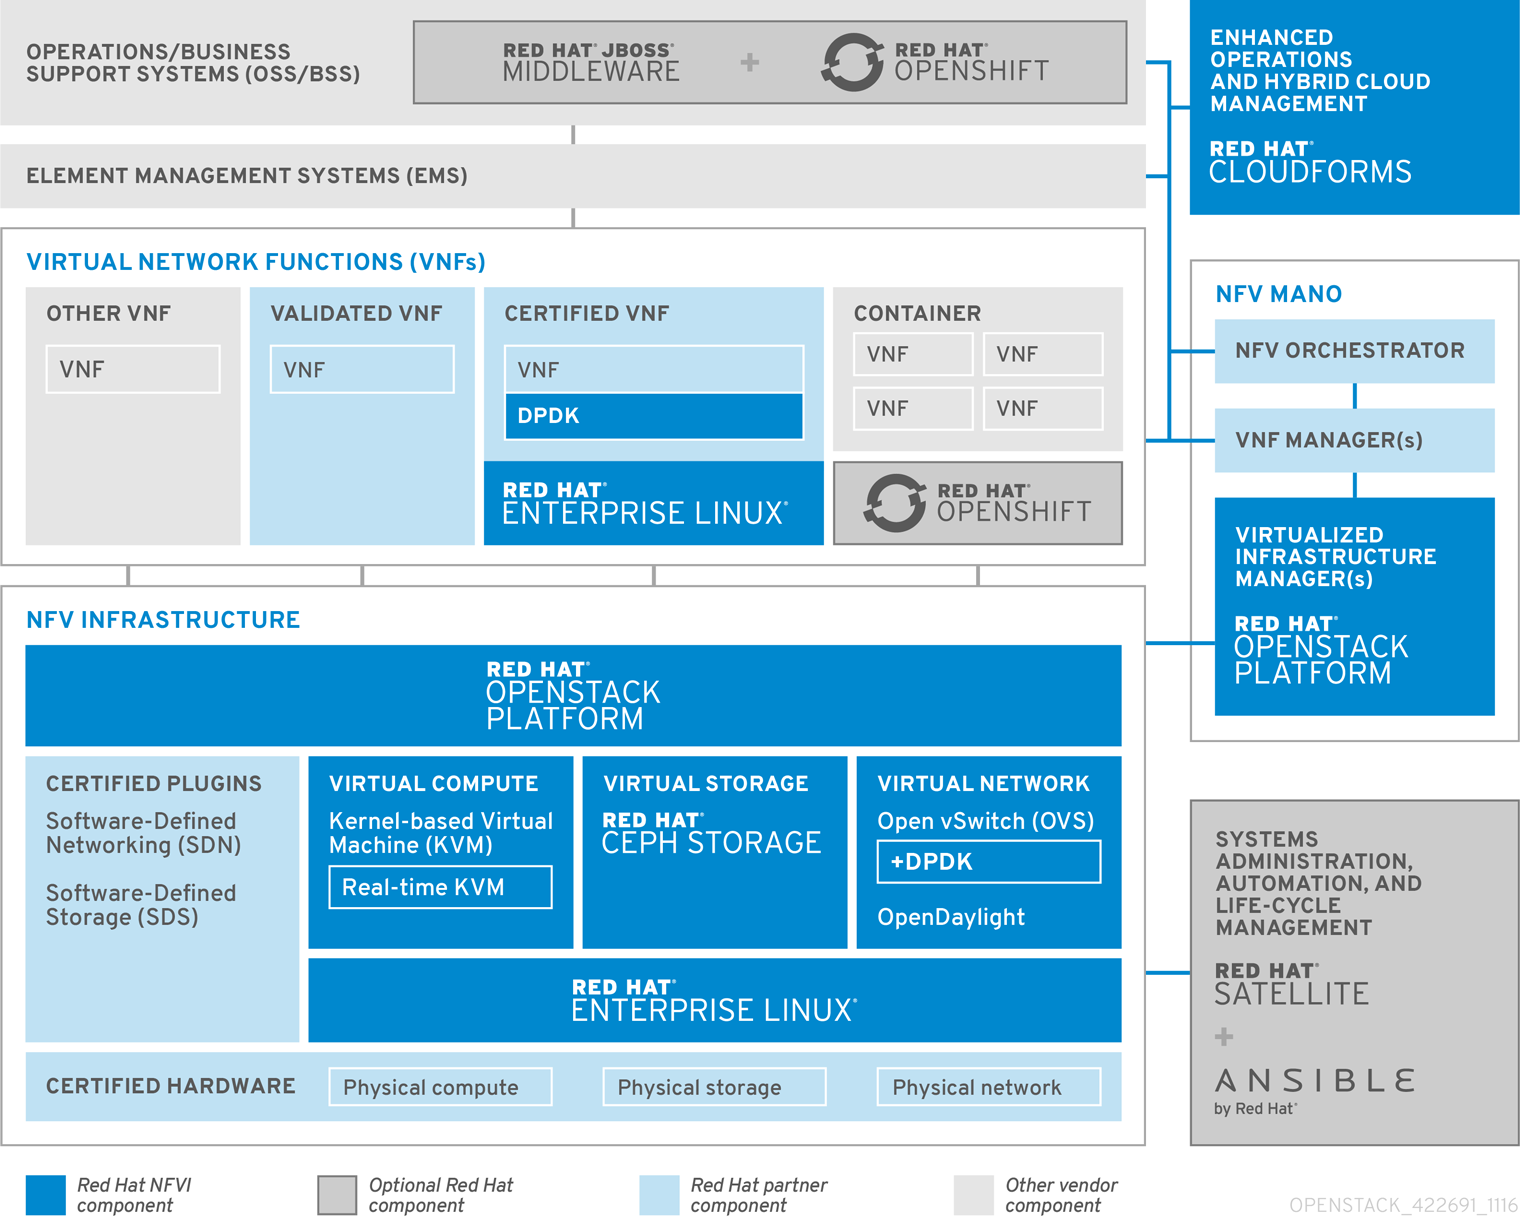 OPERATIONS/BUSINESS
SUPPORT SYSTEMS (OSS/BSS)
RED HAT® JBOSS®
MIDDLEWARE
+
RED HAT®
OPENSHIFT
ENHANCED
OPERATIONS
AND HYBRID CLOUD
MANAGEMENT
RED HAT®
CLOUDFORMS
ELEMENT MANAGEMENT SYSTEMS (EMS)
VIRTUAL NETWORK FUNCTIONS (VNFs)
OTHER VNF
VNF
VALIDATED VNF
VNF
CERTIFIED VNF
VNF
DPDK
RED HAT®
ENTERPRISE LINUX®
CONTAINER
VNF
VNF
VNF
VNF
RED HAT®
OPENSHIFT
NFV MANO
NFV ORCHESTRATOR
VNF MANAGER(s)
VIRTUALIZED
INFRASTRUCTURE
MANAGER(s)
RED HAT®
OPENSTACK
PLATFORM
NFV INFRASTRUCTURE
RED HAT®
OPENSTACK
PLATFORM
CERTIFIED PLUGINS
Software-Defined
Networking (SDN)
Software-Defined
Storage (SDS)
VIRTUAL COMPUTE
Kernel-based Virtual
Machine (KVM)
Real-time KVM
VIRTUAL STORAGE
RED HAT®
CEPH STORAGE
VIRTUAL NETWORK
Open vSwitch (OVS)
+DPDK
OpenDaylight
RED HAT®
ENTERPRISE LINUX®
CERTIFIED HARDWARE
Physical compute
Physical storage
Physical network
SYSTEMS
ADMINISTRATION,
AUTOMATION, AND
LIFE-CYCLE
MANAGEMENT
RED HAT®
SATELLITE
+
ANSIBLE
by Red Hat®
Red Hat NFVI
component
Optional Red Hat
component
Red Hat partner
component
Other vendor
component
OPENSTACK_422691_1116